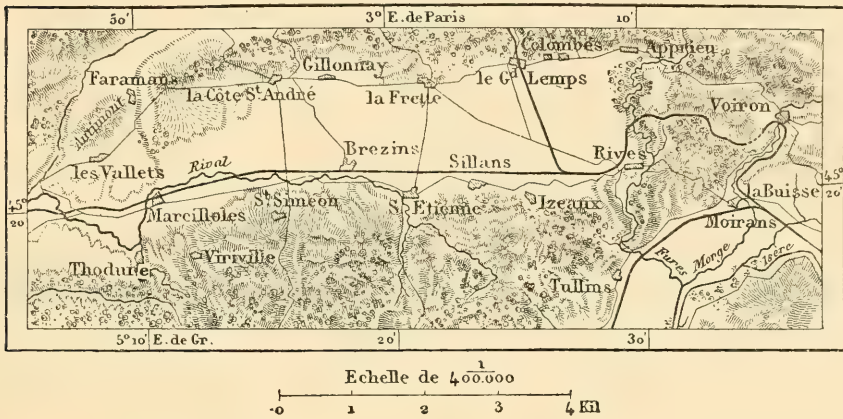 50' 3° E. de Paris 10'
Colombés Apprieu
Faramans Gillonnay le Gd Lemps
la Côte St André la Frette Voiron
Autimont
Brezins
les Vallets Rival Sillans Rives
45° 20'
la Buisse
45° 20'
Marcilloles St Siméon St Etienne Izeaux Moirans
Thodure Viriville Fures Morge Isère
Tullins
5° 10' E. de Gr. 20' 30'
Echelle de 1/400.000
0 1 2 3 4 Kil